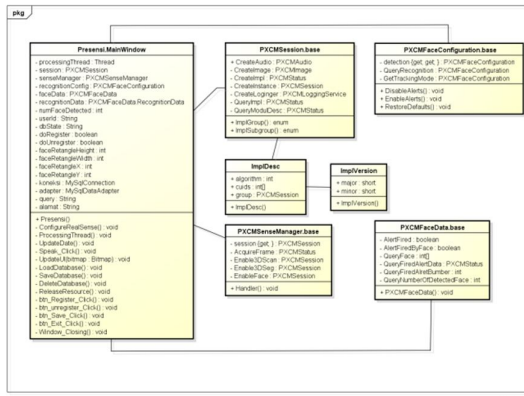 pkg
Presensi.MainWindow
- processingThread : Thread
- session : PXCMSession
- senseManager : PXCMSenseManager
- recognitionConfig : PXCMFaceConfiguration
- faceData : PXCMFaceData
- recognitionData : PXCMFaceData.RecognitionData
- numFaceDetected : int
- userId : String
- dbState : String
- doRegister : boolean
- doUnregister : boolean
- faceRetangleHeight : int
- faceRetangleWidth : int
- faceRetangleX : int
- faceRetangleY : int
- koneksi : MySqlConnection
- adapter : MySqlDataAdapter
- query : String
- alamat : String
+ Presensi()
- ConfigureRealSense() : void
- ProcessingThread() : void
- UpdateDate() : void
- Speak_Click() : void
- UpdateUI(bitmap : Bitmap) : void
- LoadDatabase() : void
- SaveDatabase() : void
- DeleteDatabase() : void
- ReleaseResource() : void
- btn_Register_Click() : void
- btn_unregister_Click() : void
- btn_Save_Click() : void
- btn_Exit_Click() : void
- Window_Closing() : void
PXCMSession.base
+ CreateAudio : PXCMAudio
- CreateImage : PXCMImage
- CreateImpl : PXCMStatus
- CreateInstance : PXCMSession
- CreateLognger : PXCMLoggingService
- QueryImpl : PXCMStatus
- QueryModulDesc : PXCMStatus
+ ImplGroup() : enum
+ ImplSubgroup() : enum
PXCMFaceConfiguration.base
- detection {get, get, } : PXCMFaceConfiguration
- QueryRecognition : PXCMFaceConfiguration
- GetTrackingMode : PXCMFaceConfiguration
+ DisableAlerts() : void
+ EnableAlerts() : void
+ RestoreDefaults() : void
ImplDesc
+ algorithm : int
- cuids : int[]
+ group : PXCMSession
+ ImplDesc()
ImplVersion
+ major : short
+ minor : short
+ ImplVersion()
PXCMSenseManager.base
- session {get; } : PXCMSession
- AcquireFrame : PXCMStatus
- Enable3DScan : PXCMSession
- Enable3DSeg : PXCMSession
- EnableFace : PXCMSession
+ Handler() : void
PXCMFaceData.base
- AlertFired : boolean
- AlertFiredByFace : boolean
- QueryFace : int[]
- QueryFiredAlertData : PXCMStatus
- QueryFiredAlretBumber : int
- QueryNumberOfDetectedFace : int
+ PXCMFaceData() : void